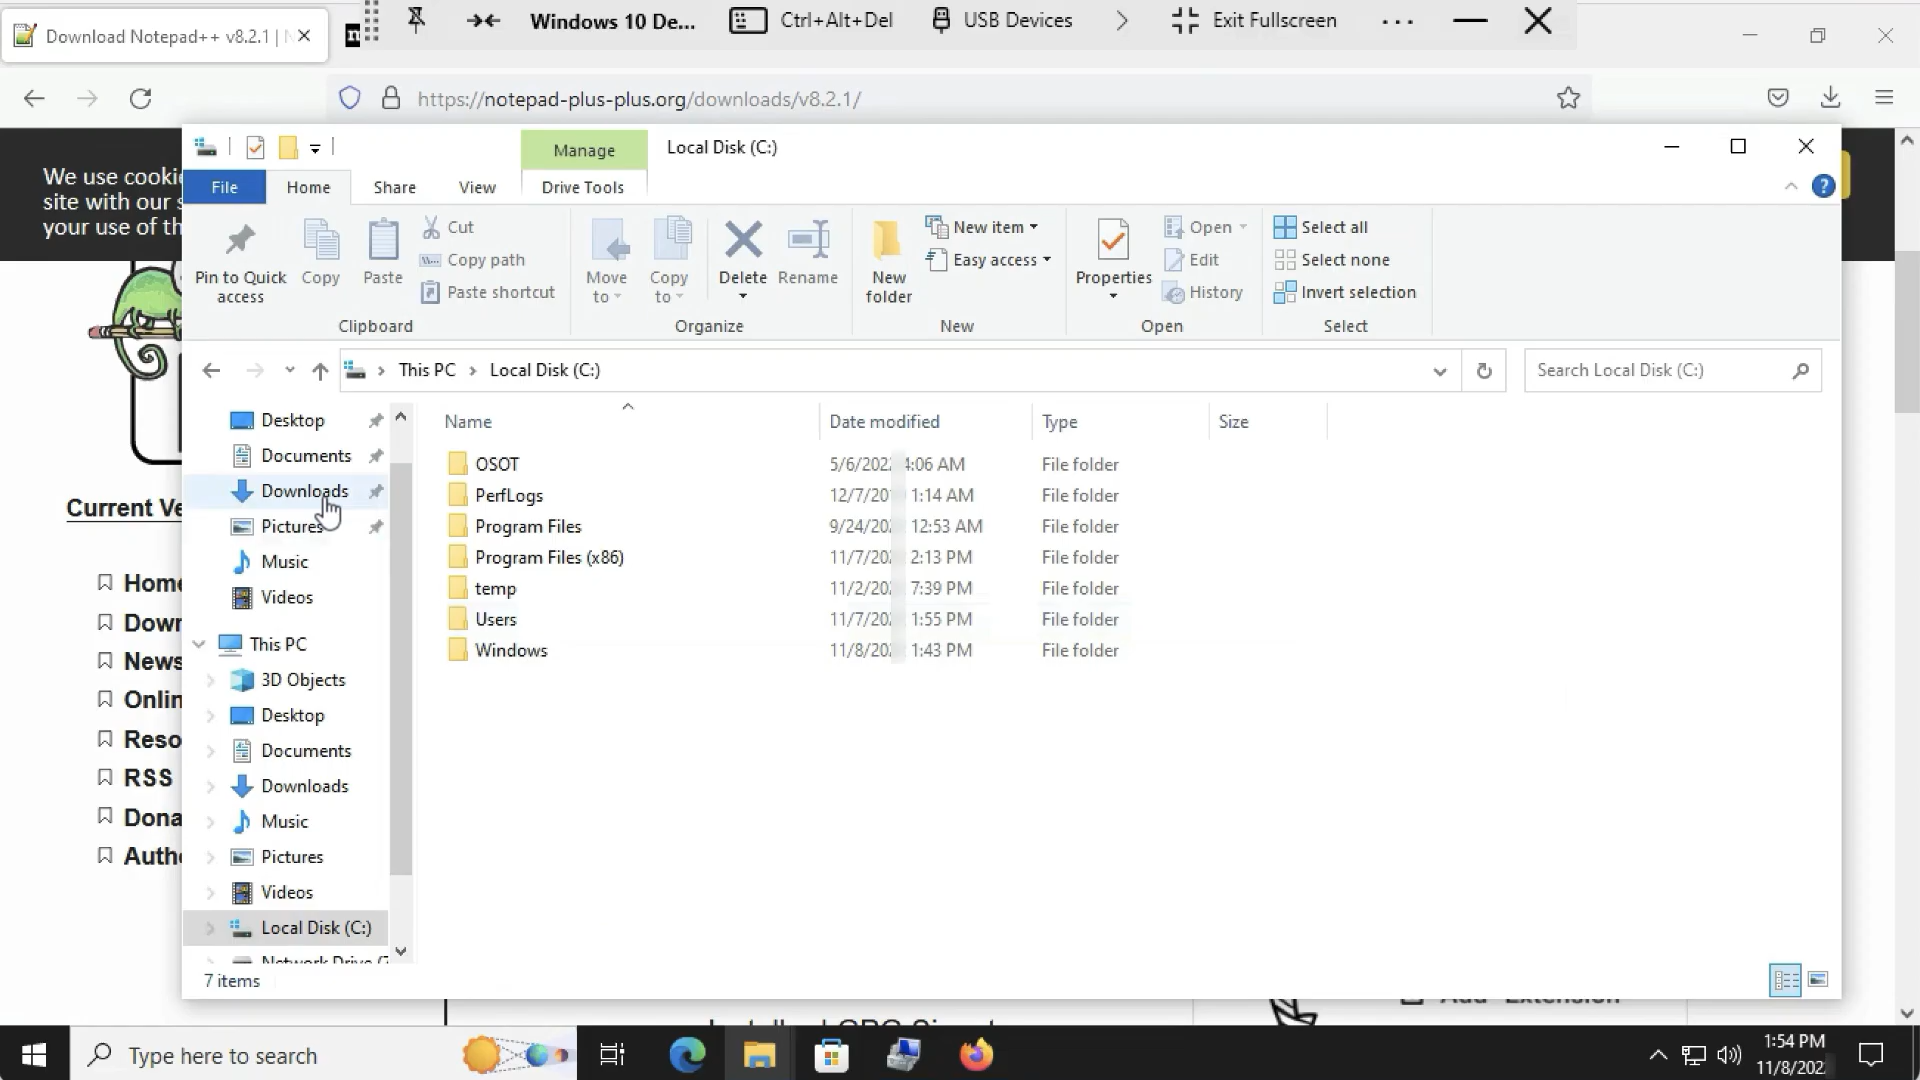 Windows 10 De...
Ctrl+Alt+Del
USB Devices
Exit Fullscreen
Download Notepad++ v8.2.1 |
https://notepad-plus-plus.org/downloads/v8.2.1/
We use
site with our
your use of
Manage
Local Disk (C:)
File
Home
Share
View
Drive Tools
Pin to Quick
access
Copy
Paste
Cut
Copy path
Paste shortcut
Clipboard
Move
to
Copy
to
Delete
Rename
Organize
New
folder
New item
Easy access
New
Properties
Open
Edit
History
Open
Select all
Select none
Invert selection
Select
This PC > Local Disk (C:)
Search Local Disk (C:)
Name Date modified Type Size
Desktop
Documents
Downloads
Pictures
Music
Videos
This PC
3D Objects
Desktop
Documents
Downloads
Music
Pictures
Videos
Local Disk (C:)
Network Drive
OSOT 4:06 AM File folder
PerfLogs 1:14 AM File folder
Program Files 12:53 AM File folder
Program Files (x86) 2:13 PM File folder
temp 7:39 PM File folder
Users 1:55 PM File folder
Windows 1:43 PM File folder
7 items
Current
Home
News
RSS
Type here to search
1:54 PM